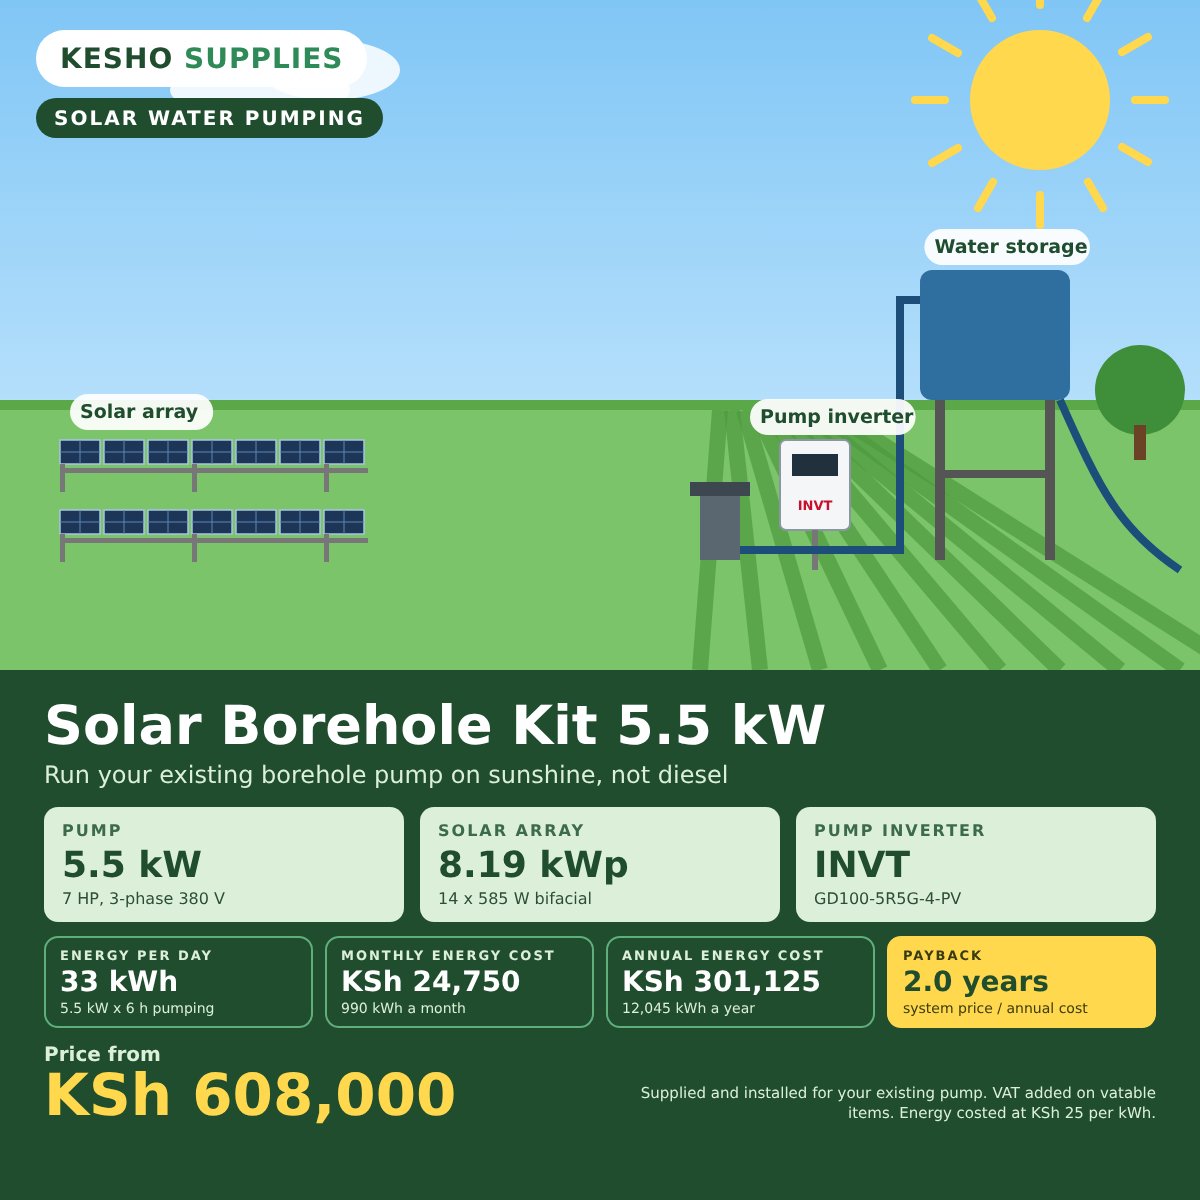 KESHO SUPPLIES
SOLAR WATER PUMPING
Water storage
Solar array
Pump inverter
INVT
Solar Borehole Kit 5.5 kW
Run your existing borehole pump on sunshine, not diesel
PUMP
5.5 kW
7 HP, 3-phase 380 V
SOLAR ARRAY
8.19 kWp
14 x 585 W bifacial
PUMP INVERTER
INVT
GD100-5R5G-4-PV
ENERGY PER DAY
33 kWh
5.5 kW x 6 h pumping
MONTHLY ENERGY COST
KSh 24,750
990 kWh a month
ANNUAL ENERGY COST
KSh 301,125
12,045 kWh a year
PAYBACK
2.0 years
system price / annual cost
Price from
KSh 608,000
Supplied and installed for your existing pump. VAT added on vatable
items. Energy costed at KSh 25 per kWh.